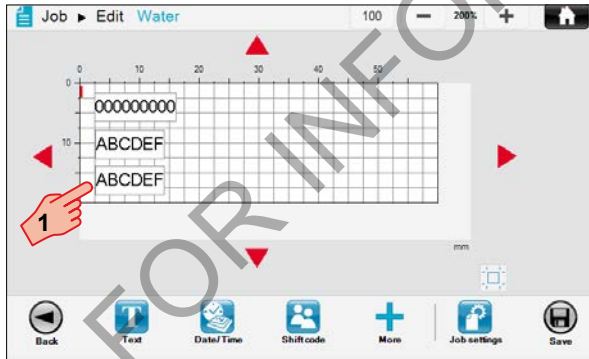 Job ► Edit Water 100 200% +
0 10 20 30 40 50
0
000000000
10
ABCDEF
ABCDEF
1
mm
Back Text Date/Time Shift code More Job settings Save
FOR INFO